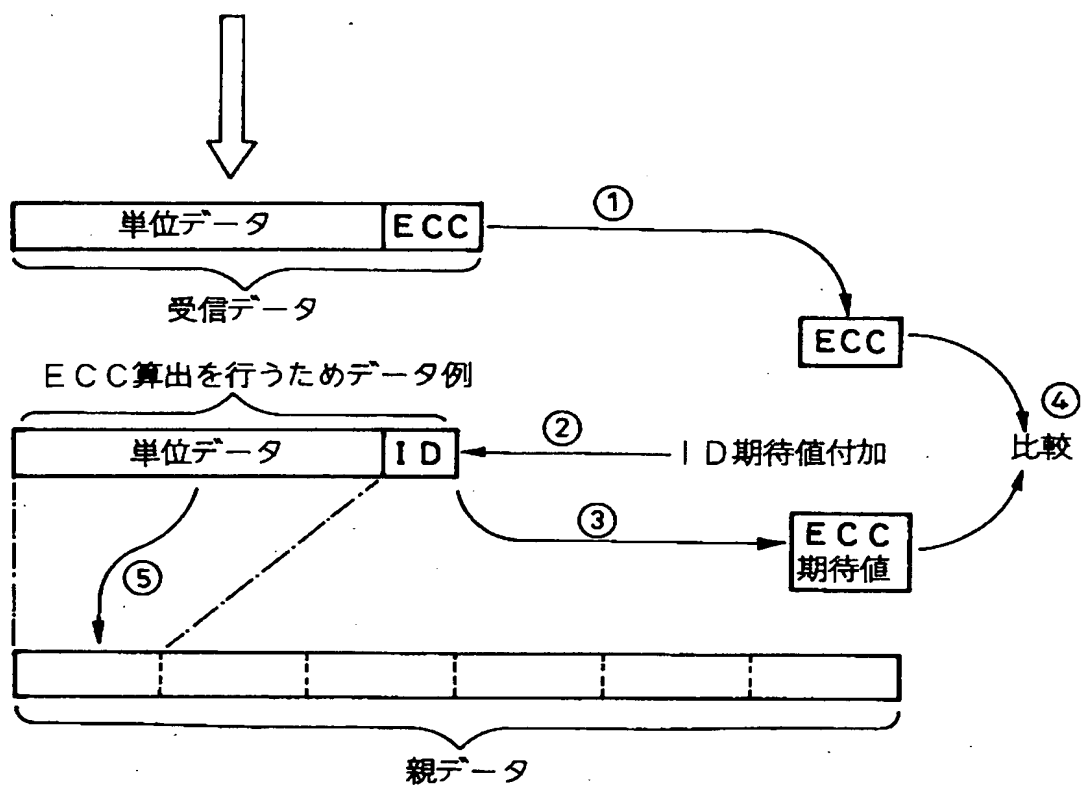 単位データ ECC
①
受信データ
ECC
ECC算出を行うためデータ例
④
単位データ ID
②
ID期待値付加
比較
③
ECC
期待値
⑤
親データ